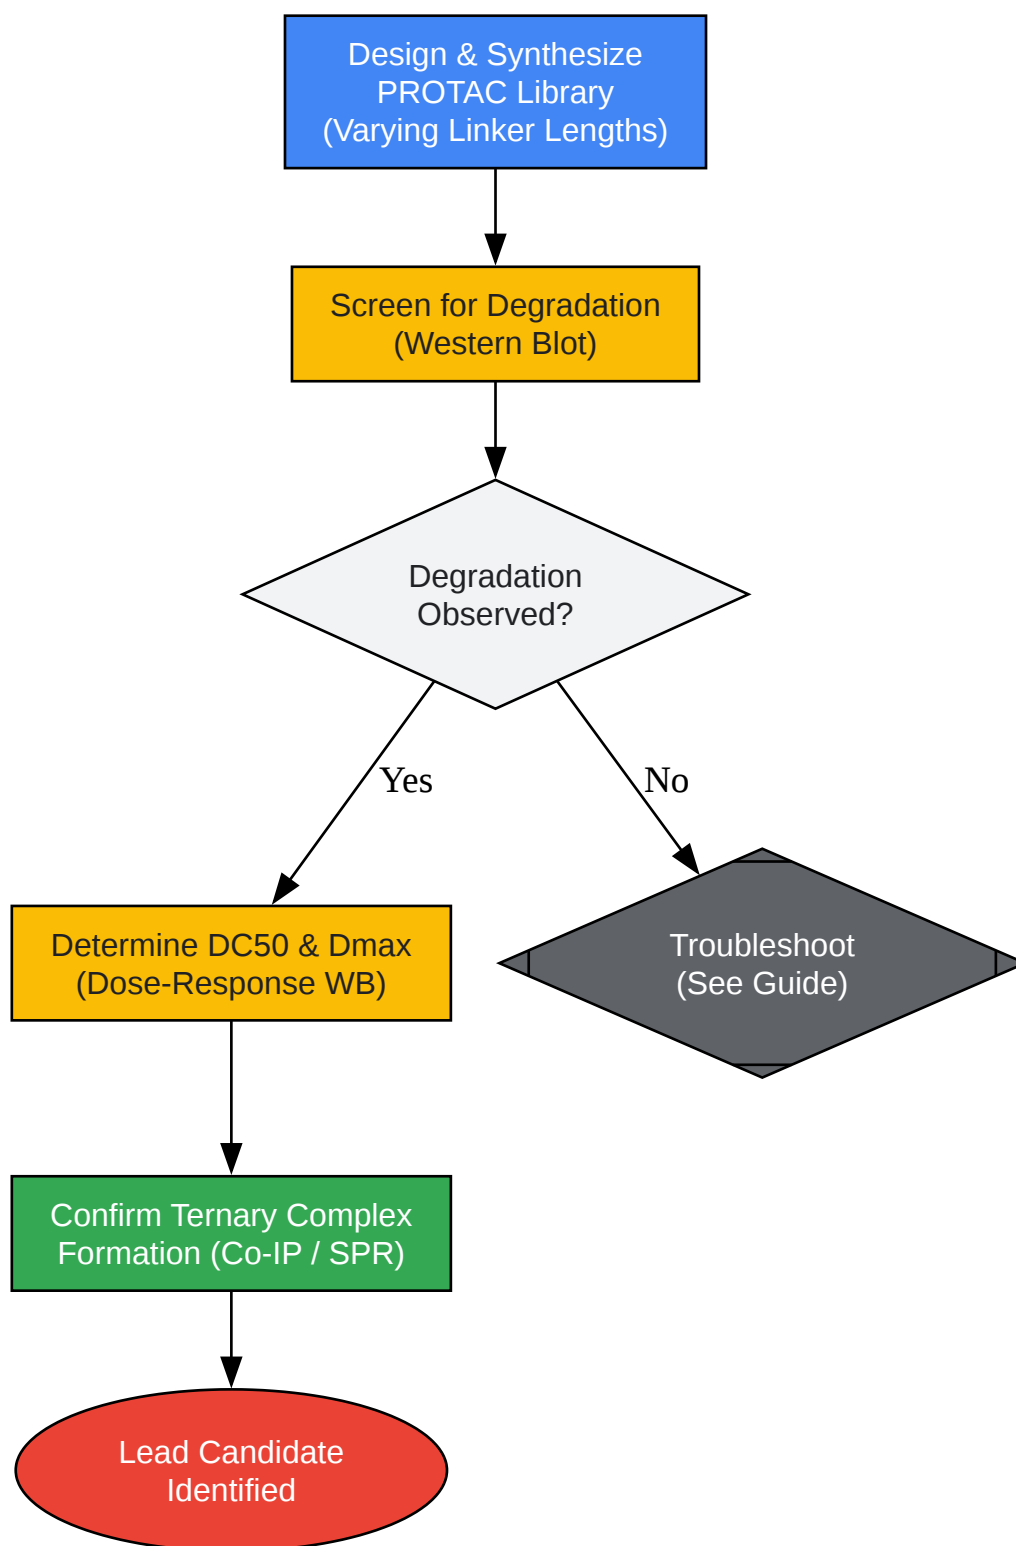 Design & Synthesize
PROTAC Library
(Varying Linker Lengths)
Screen for Degradation
(Western Blot)
Degradation
Observed?
Yes
No
Determine DC50 & Dmax
(Dose-Response WB)
Troubleshoot
(See Guide)
Confirm Ternary Complex
Formation (Co-IP / SPR)
Lead Candidate
Identified